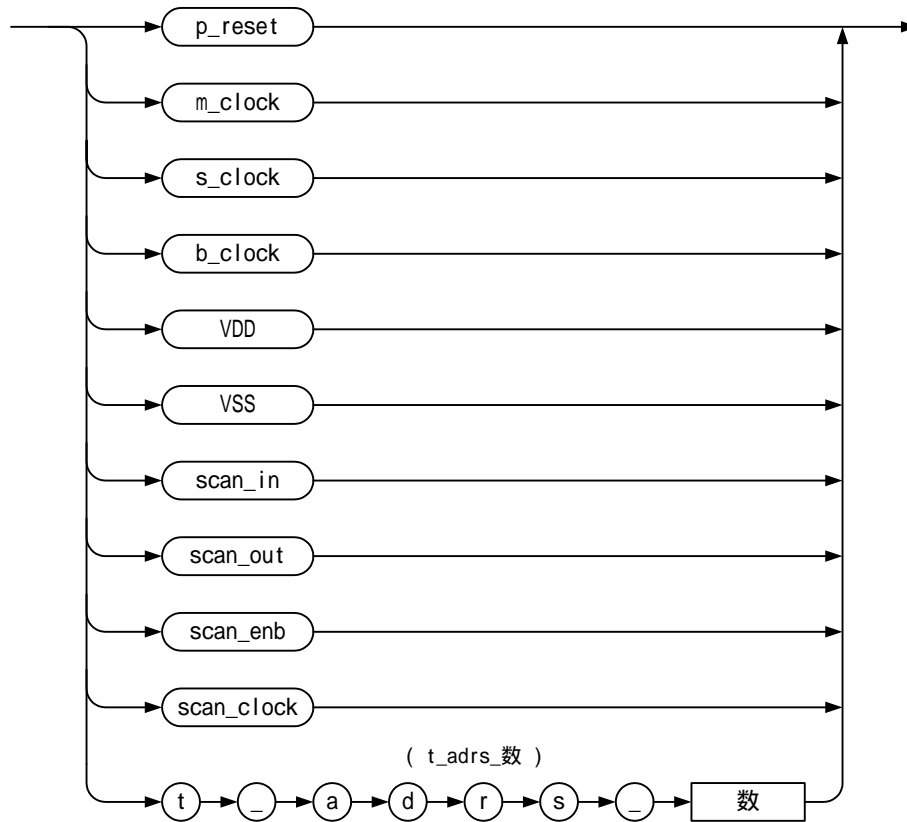 p_reset
m_clock
s_clock
b_clock
VDD
VSS
scan_in
scan_out
scan_enb
scan_clock
( t_adrs_数 )
t _ a d r s _ 数